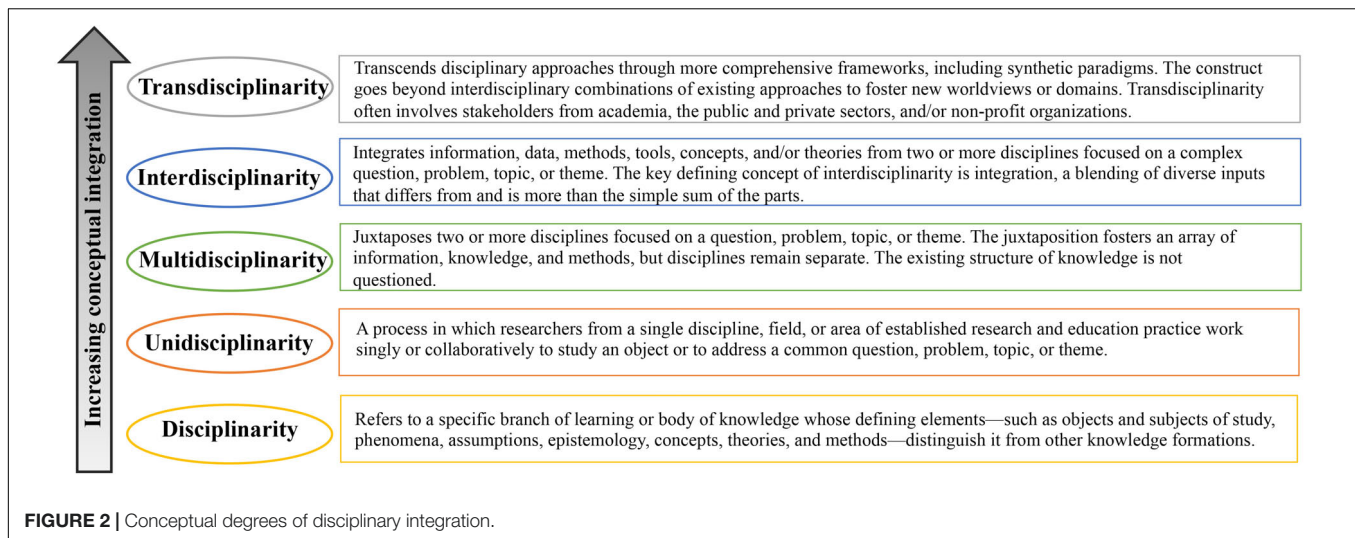 Increasing conceptual integration
Transdisciplinarity
Transcends disciplinary approaches through more comprehensive frameworks, including synthetic paradigms. The construct
goes beyond interdisciplinary combinations of existing approaches to foster new worldviews or domains. Transdisciplinarity
often involves stakeholders from academia, the public and private sectors, and/or non-profit organizations.
Interdisciplinarity
Integrates information, data, methods, tools, concepts, and/or theories from two or more disciplines focused on a complex
question, problem, topic, or theme. The key defining concept of interdisciplinarity is integration, a blending of diverse inputs
that differs from and is more than the simple sum of the parts.
Multidisciplinarity
Juxtaposes two or more disciplines focused on a question, problem, topic, or theme. The juxtaposition fosters an array of
information, knowledge, and methods, but disciplines remain separate. The existing structure of knowledge is not
questioned.
Unidisciplinarity
A process in which researchers from a single discipline, field, or area of established research and education practice work
singly or collaboratively to study an object or to address a common question, problem, topic, or theme.
Disciplinarity
Refers to a specific branch of learning or body of knowledge whose defining elements—such as objects and subjects of study,
phenomena, assumptions, epistemology, concepts, theories, and methods—distinguish it from other knowledge formations.
FIGURE 2 | Conceptual degrees of disciplinary integration.